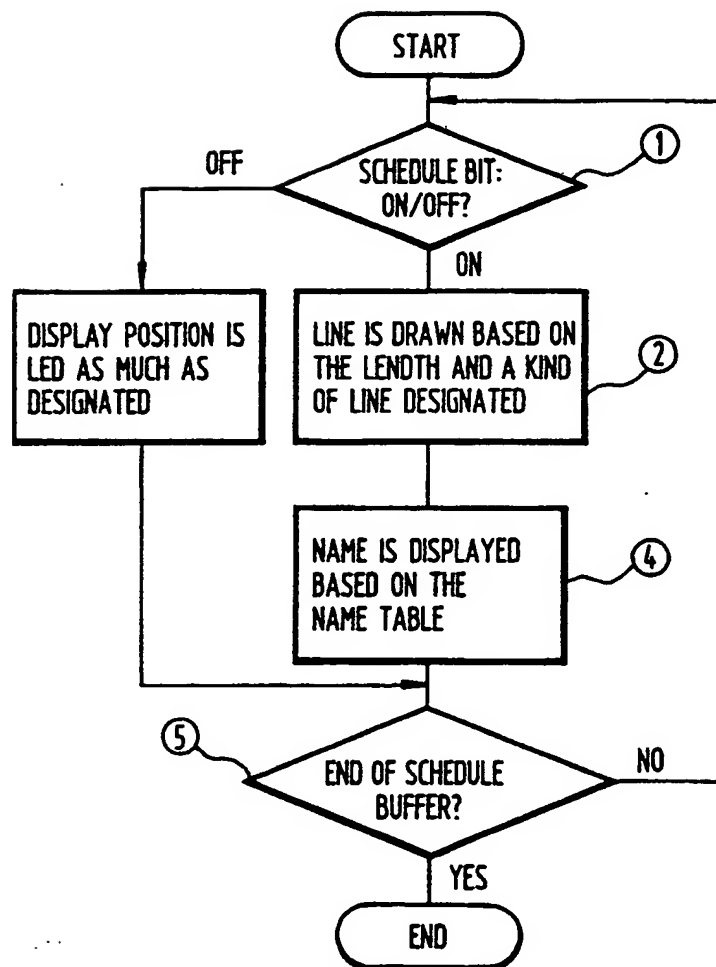 START
①
OFF
SCHEDULE BIT:
ON/OFF?
ON
DISPLAY POSITION IS
LED AS MUCH AS
DESIGNATED
LINE IS DRAWN BASED ON
THE LENDTH AND A KIND
OF LINE DESIGNATED
②
NAME IS DISPLAYED
BASED ON THE
NAME TABLE
④
⑤
END OF SCHEDULE
BUFFER?
NO
YES
END